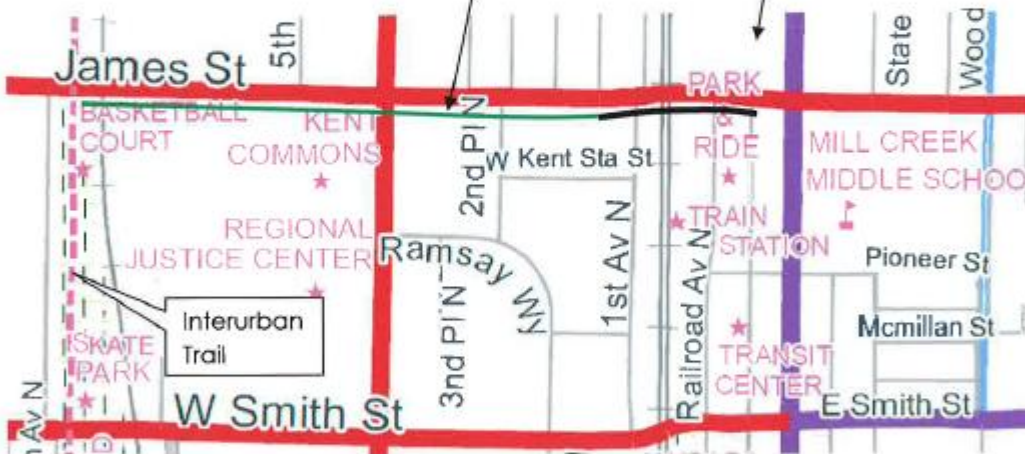 James St
5th
State
Wood
PARK
&
RIDE
BASKETBALL
COURT
KENT
COMMONS
2nd Pl N
W Kent Sta St
MILL CREEK
MIDDLE SCHOO
REGIONAL
JUSTICE CENTER
Ramsay Wy
1st Av N
TRAIN
STATION
Pioneer St
Interurban
Trail
3nd Pl N
Railroad Av N
Mcmillan St
SKATE
PARK
TRANSIT
CENTER
W Smith St
E Smith St
Av N